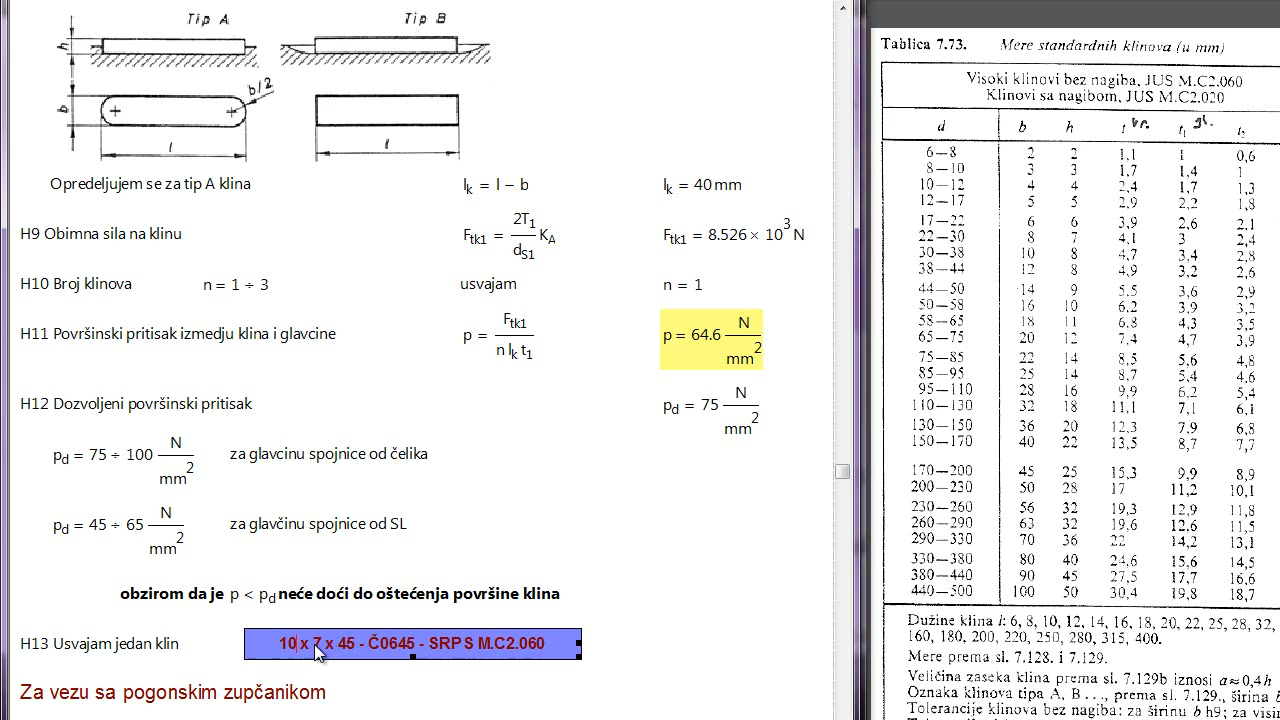 Tip A Tip B
h
b b/2
l l
Opredeljujem se za tip A klina lk = l − b lk = 40 mm
H9 Obimna sila na klinu Ftk1 = 2T1 / dS1 KA Ftk1 = 8.526 × 10^3 N
H10 Broj klinova n = 1 ÷ 3 usvajam n = 1
H11 Površinski pritisak izmedju klina i glavcine p = Ftk1 / n lk t1 p = 64.6 N / mm^2
H12 Dozvoljeni površinski pritisak pd = 75 N / mm^2
pd = 75 ÷ 100 N / mm^2 za glavcinu spojnice od čelika
pd = 45 ÷ 65 N / mm^2 za glavčinu spojnice od SL
obzirom da je p < pd neće doći do oštećenja površine klina
H13 Usvajam jedan klin 10 x 7 x 45 - Č0645 - SRPS M.C2.060
Za vezu sa pogonskim zupčanikom
Tablica 7.73. Mere standardnih klinova (u mm)
Visoki klinovi bez nagiba, JUS M.C2.060
Klinovi sa nagibom, JUS M.C2.020
d b h t vr. t1 gl. t2
6—8 2 2 1,1 1 0,6
8—10 3 3 1,7 1,4 1
10—12 4 4 2,4 1,7 1,3
12—17 5 5 2,9 2,2 1,8
17—22 6 6 3,9 2,6 2,1
22—30 8 7 4,1 3 2,4
30—38 10 8 4,7 3,4 2,8
38—44 12 8 4,9 3,2 2,6
44—50 14 9 5,5 3,6 2,9
50—58 16 10 6,2 3,9 3,2
58—65 18 11 6,8 4,3 3,5
65—75 20 12 7,4 4,7 3,9
75—85 22 14 8,5 5,6 4,8
85—95 25 14 8,7 5,4 4,6
95—110 28 16 9,9 6,2 5,4
110—130 32 18 11,1 7,1 6,1
130—150 36 20 12,3 7,9 6,8
150—170 40 22 13,5 8,7 7,7
170—200 45 25 15,3 9,9 8,9
200—230 50 28 17 11,2 10,1
230—260 56 32 19,3 12,9 11,8
260—290 63 32 19,6 12,6 11,5
290—330 70 36 22 14,2 13,1
330—380 80 40 24,6 15,6 14,5
380—440 90 45 27,5 17,7 16,6
440—500 100 50 30,4 19,8 18,7
Dužine klina l: 6, 8, 10, 12, 14, 16, 18, 20, 22, 25, 28, 32,
160, 180, 200, 220, 250, 280, 315, 400.
Mere prema sl. 7.128. i 7.129.
Veličina zaseka klina prema sl. 7.129b iznosi a≈0,4h
Oznaka klinova tipa A, B . . ., prema sl. 7.129., širina
Tolerancije klinova bez nagiba: za širinu b h9; za